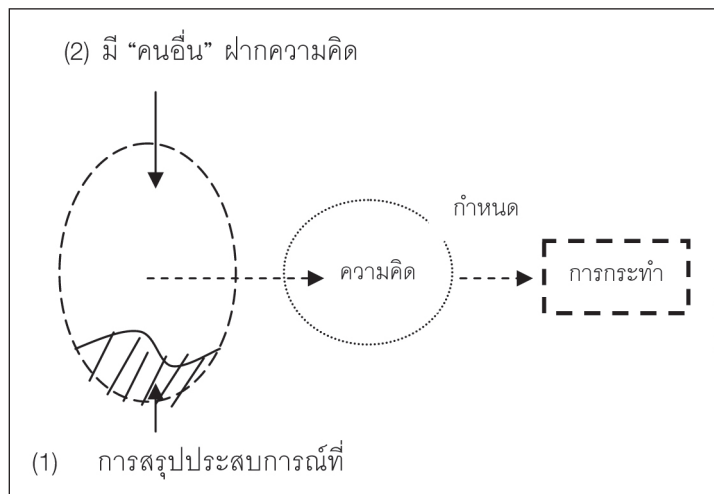 (2) มี “คนอื่น” ฝากความคิด
กำหนด
ความคิด
การกระทำ
(1) การสรุปประสบการณ์ที่